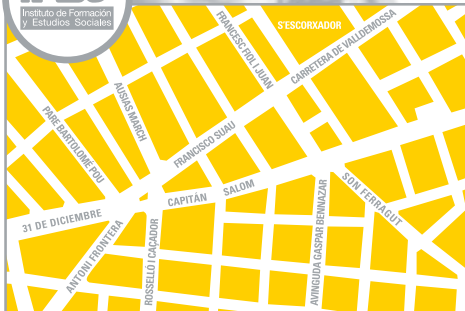 Instituto de Formación
y Estudios Sociales
S'ESCORXADOR
FRANCESC FIOL I JUAN
CARRETERA DE VALLDEMOSSA
AUSIAS MARCH
PARE BARTOLOMÉ POU
FRANCISCO SUAU
CAPITÁN SALOM
SON FERRAGUT
31 DE DICIEMBRE
ANTONI FRONTERA
ROSSELLÓ I CAÇADOR
AVINGUDA GASPAR BENNAZAR